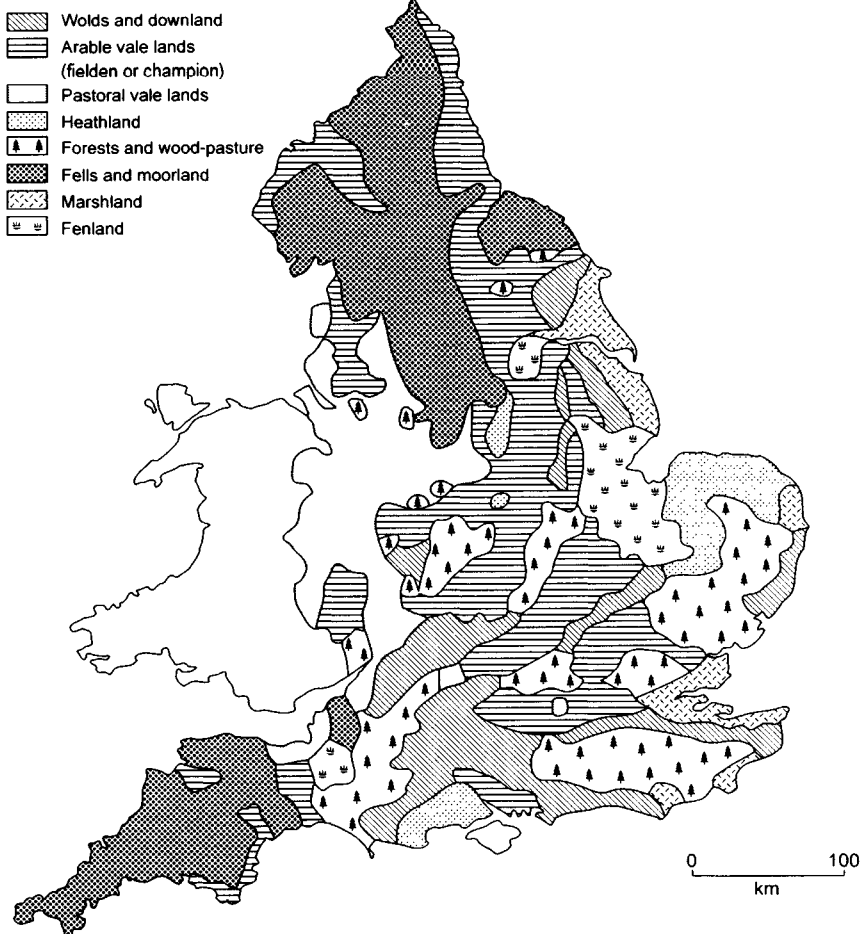 Wolds and downland
Arable vale lands
(fielden or champion)
Pastoral vale lands
Heathland
Forests and wood-pasture
Fells and moorland
Marshland
Fenland
0 100
km